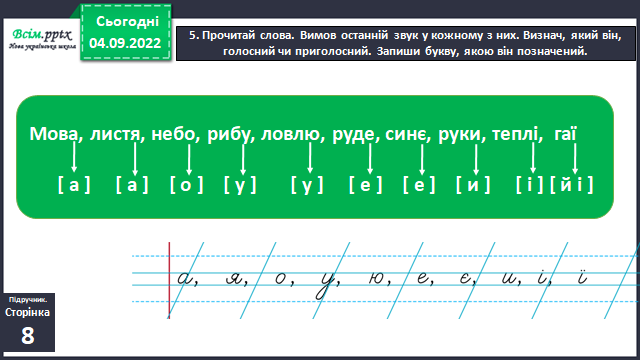 Всім.pptx
Нова українська школа
Сьогодні
04.09.2022
5. Прочитай слова. Вимов останній звук у кожному з них. Визнач, який він,
голосний чи приголосний. Запиши букву, якою він позначений.
Мова, листя, небо, рибу, ловлю, руде, синє, руки, теплі, гаї
[ а ] [ а ] [ о ] [ у ] [ у ] [ е ] [ е ] [ и ] [ і ] [ й і ]
а, я, о, у, ю, е, є, и, і, ї
Підручник.
Сторінка
8